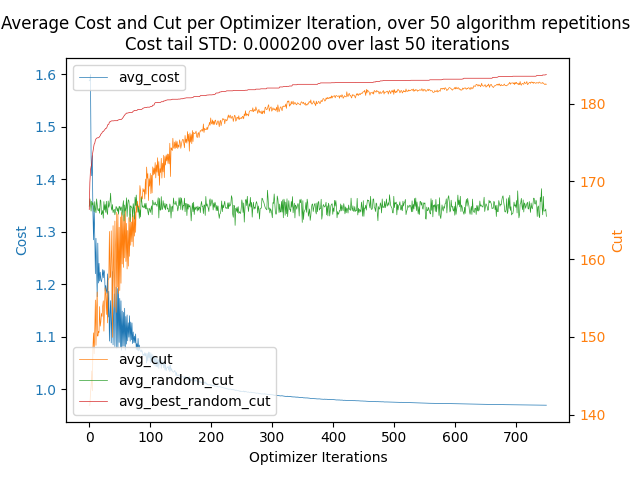 Average Cost and Cut per Optimizer Iteration, over 50 algorithm repetitions
Cost tail STD: 0.000200 over last 50 iterations
1.6
1.5
1.4
1.3
1.2
1.1
1.0
Cost
avg_cost
avg_cut
avg_random_cut
avg_best_random_cut
180
170
160
150
140
Cut
0
100
200
300
400
500
600
700
Optimizer Iterations